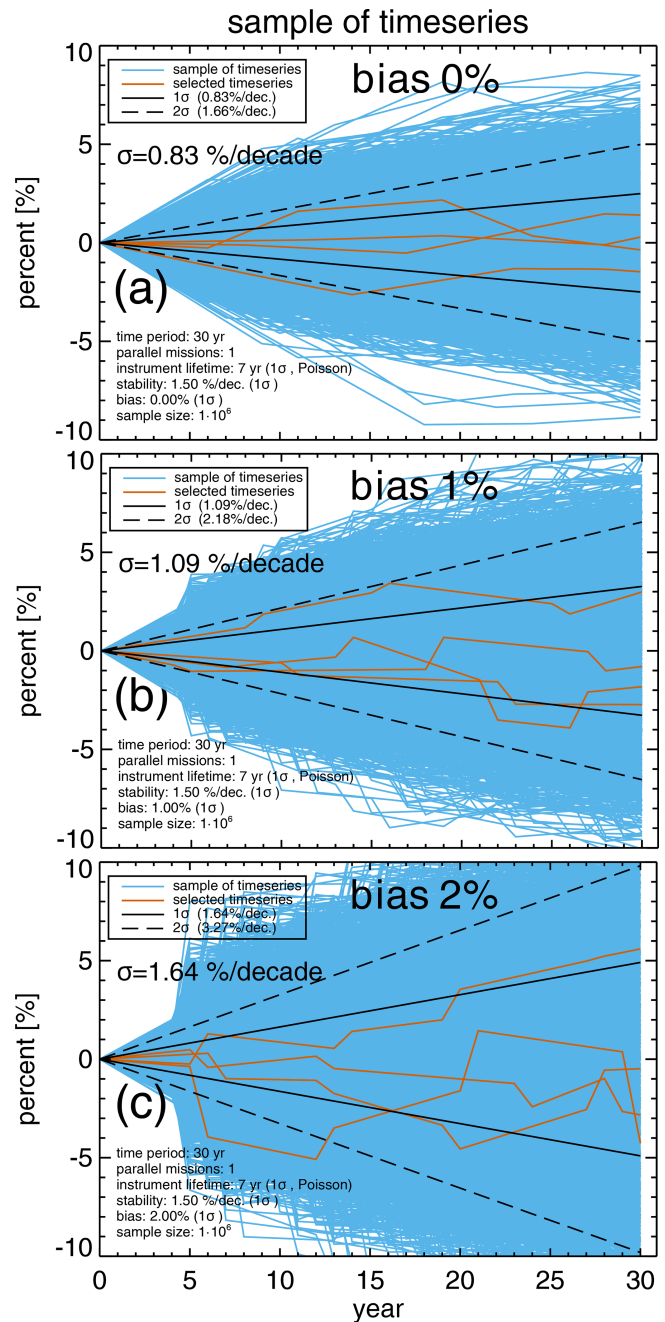 sample of timeseries
10
sample of timeseries
selected timeseries
1σ (0.83%/dec.)
2σ (1.66%/dec.)
bias 0%
σ=0.83 %/decade
5
percent [%]
0
(a)
time period: 30 yr
parallel missions: 1
instrument lifetime: 7 yr (1σ , Poisson)
stability: 1.50 %/dec. (1σ )
bias: 0.00% (1σ )
sample size: 1·10⁶
-5
-10
10
sample of timeseries
selected timeseries
1σ (1.09%/dec.)
2σ (2.18%/dec.)
bias 1%
σ=1.09 %/decade
5
percent [%]
0
(b)
time period: 30 yr
parallel missions: 1
instrument lifetime: 7 yr (1σ , Poisson)
stability: 1.50 %/dec. (1σ )
bias: 1.00% (1σ )
sample size: 1·10⁶
-5
-10
10
sample of timeseries
selected timeseries
1σ (1.64%/dec.)
2σ (3.27%/dec.)
bias 2%
σ=1.64 %/decade
5
percent [%]
0
(c)
time period: 30 yr
parallel missions: 1
instrument lifetime: 7 yr (1σ , Poisson)
stability: 1.50 %/dec. (1σ )
bias: 2.00% (1σ )
sample size: 1·10⁶
-5
-10
0 5 10 15 20 25 30
year